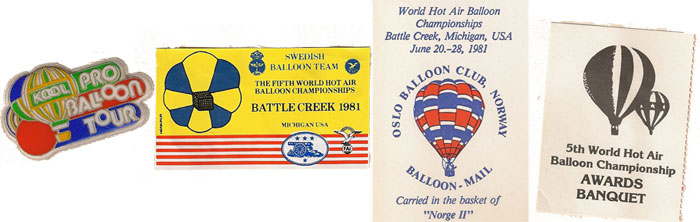 KOOL
PRO
BALLOON
TOUR
SWEDISH
BALLOON TEAM
THE FIFTH WORLD HOT AIR
BALLOON CHAMPIONSHIPS
BATTLE CREEK 1981
MICHIGAN USA
FAI
World Hot Air Balloon
Championships
Battle Creek, Michigan, USA
June 20.-28, 1981
OSLO BALLOON CLUB, NORWAY
BALLOON-MAIL
Carried in the basket of
"Norge II"
5th World Hot Air
Balloon Championship
AWARDS
BANQUET